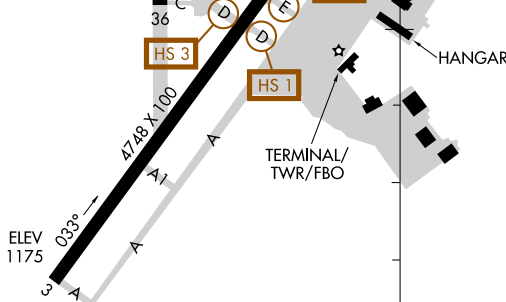 36
C
D
E
D
HS 3
HS 1
HANGAR
4748 X 100
A
TERMINAL/
TWR/FBO
A1
033°
A
ELEV
1175
3
A